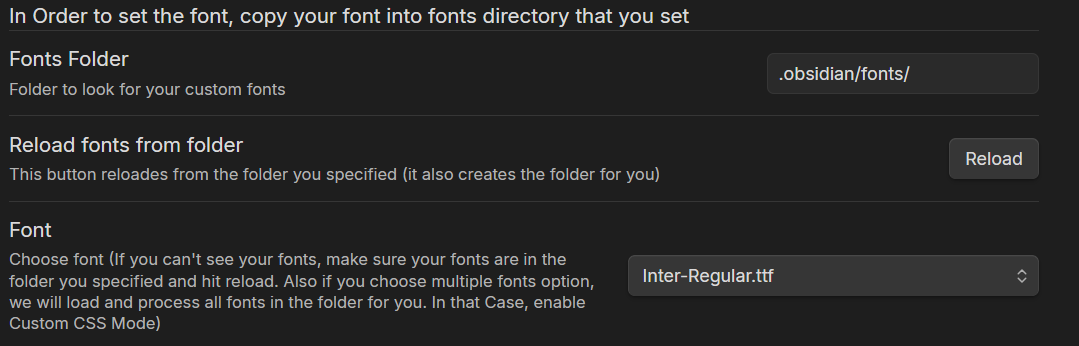 In Order to set the font, copy your font into fonts directory that you set
Fonts Folder
.obsidian/fonts/
Folder to look for your custom fonts
Reload fonts from folder
Reload
This button reloades from the folder you specified (it also creates the folder for you)
Font
Choose font (If you can't see your fonts, make sure your fonts are in the
folder you specified and hit reload. Also if you choose multiple fonts option,
we will load and process all fonts in the folder for you. In that Case, enable
Custom CSS Mode)
Inter-Regular.ttf